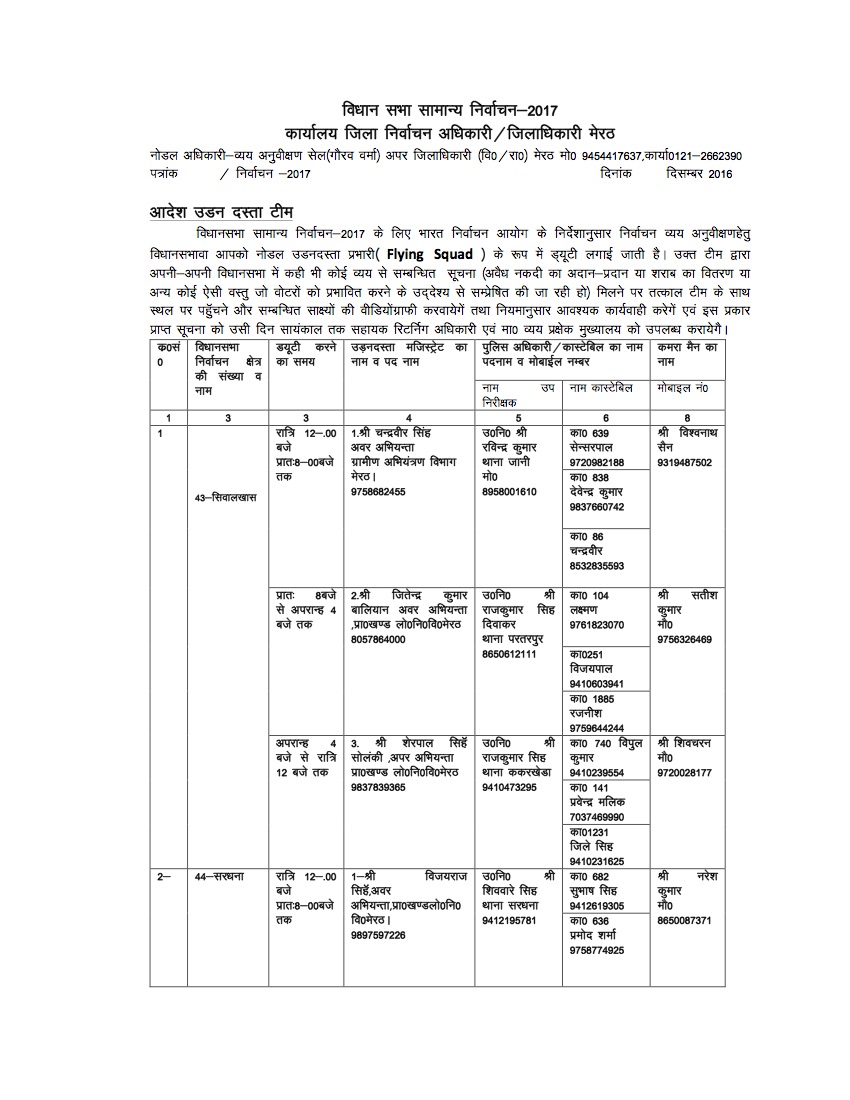 विधान सभा सामान्य निर्वाचन–2017
कार्यालय जिला निर्वाचन अधिकारी/जिलाधिकारी मेरठ
नोडल अधिकारी–व्यय अनुवीक्षण सेल(गौरव वर्मा) अपर जिलाधिकारी (वि0/रा0) मेरठ मो0 9454417637,कार्या0121–2662390
पत्रांक / निर्वाचन –2017 दिनांक दिसम्बर 2016
आदेश उडन दस्ता टीम
विधानसभा सामान्य निर्वाचन–2017 के लिए भारत निर्वाचन आयोग के निर्देशानुसार निर्वाचन व्यय अनुवीक्षणहेतु
विधानसभावा आपको नोडल उडनदस्ता प्रभारी( Flying Squad ) के रूप में ड्यूटी लगाई जाती है। उक्त टीम द्वारा
अपनी–अपनी विधानसभा में कही भी कोई व्यय से सम्बन्धित सूचना (अवैध नकदी का अदान–प्रदान या शराब का वितरण या
अन्य कोई ऐसी वस्तु जो वोटरों को प्रभावित करने के उद्देश्य से सम्प्रेषित की जा रही हो) मिलने पर तत्काल टीम के साथ
स्थल पर पहुॅचने और सम्बन्धित साक्ष्यों की वीडियोंग्राफी करवायेगें तथा नियमानुसार आवश्यक कार्यवाही करेगें एवं इस प्रकार
प्राप्त सूचना को उसी दिन सायंकाल तक सहायक रिटर्निग अधिकारी एवं मा0 व्यय प्रक्षेक मुख्यालय को उपलब्ध करायेगै।
क0सं विधानसभा डयूटी करने उड़नदस्ता मजिस्ट्रेट का पुलिस अधिकारी/कास्टेबिल का नाम कमरा मैन का
0 निर्वाचन क्षेत्र का समय नाम व पद नाम पदनाम व मोबाईल नम्बर नाम
की संख्या व
नाम
नाम उप नाम कास्टेबिल मोबाइल नं0
निरीक्षक
1 3 3 4 5 6 8
1 रात्रि 12–.00 1.श्री चन्द्रवीर सिंह उ0नि0 श्री का0 639 श्री विश्वनाथ
बजे अवर अभियन्ता रविन्द्र कुमार सेन्सरपाल सैन
प्रातः8–00बजे ग्रामीण अभियंत्रण विभाग थाना जानी 9720982188 9319487502
तक मेरठ। मो0 का0 838
43–सिवालखास 9758682455 8958001610 देवेन्द्र कुमार
9837660742
का0 86
चन्द्रवीर
8532835593
प्रातः 8बजे 2.श्री जितेन्द्र कुमार उ0नि0 श्री का0 104 श्री सतीश
से अपरान्ह 4 बालियान अवर अभियन्ता राजकुमार सिह लक्ष्मण कुमार
बजे तक ,प्रा0खण्ड लो0नि0वि0मेरठ दिवाकर 9761823070 मौ0
8057864000 थाना परतरपुर 9756326469
8650612111 का0251
विजयपाल
9410603941
का0 1885
रजनीश
9759644244
अपरान्ह 4 3. श्री शेरपाल सिहॅ उ0नि0 श्री का0 740 विपुल श्री शिवचरन
बजे से रात्रि सोलंकी ,अपर अभियन्ता राजकुमार सिह कुमार मौ0
12 बजे तक प्रा0खण्ड लो0नि0वि0मेरठ थाना ककरखेडा 9410239554 9720028177
9837839365 9410473295 का0 141
प्रवेन्द्र मलिक
7037469990
का01231
जिले सिह
9410231625
2– 44–सरधना रात्रि 12–.00 1–श्री विजयराज उ0नि0 श्री का0 682 श्री नरेश
बजे सिहॅं,अवर शिववारे सिह सुभाष सिह कुमार
प्रातः8–00बजे अभियन्ता,प्रा0खण्डलो0नि0 थाना सरधना 9412619305 मौ0
तक वि0मेरठ। 9412195781 का0 636 8650087371
9897597226 प्रमोद शर्मा
9758774925